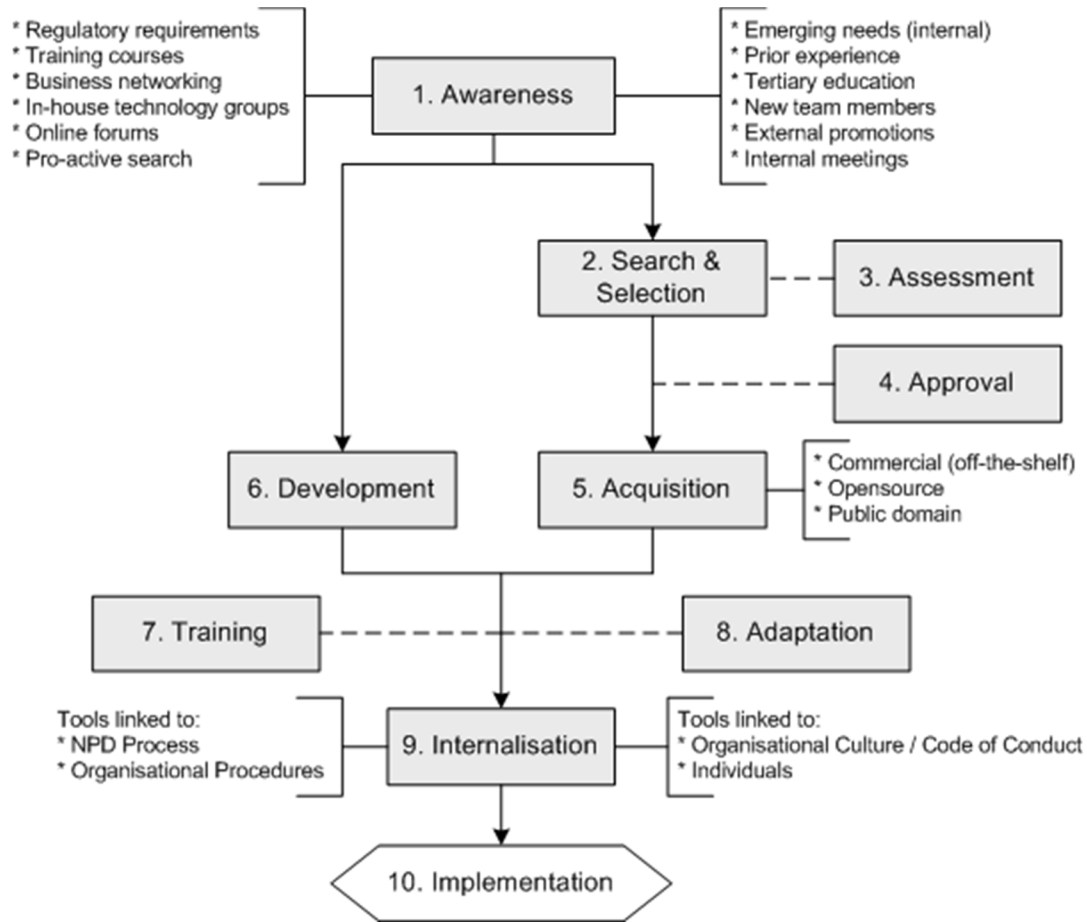 * Regulatory requirements
* Training courses
* Business networking
* In-house technology groups
* Online forums
* Pro-active search
1. Awareness
* Emerging needs (internal)
* Prior experience
* Tertiary education
* New team members
* External promotions
* Internal meetings
2. Search &
Selection
3. Assessment
4. Approval
6. Development
5. Acquisition
* Commercial (off-the-shelf)
* Opensource
* Public domain
7. Training
8. Adaptation
Tools linked to:
* NPD Process
* Organisational Procedures
9. Internalisation
Tools linked to:
* Organisational Culture / Code of Conduct
* Individuals
10. Implementation